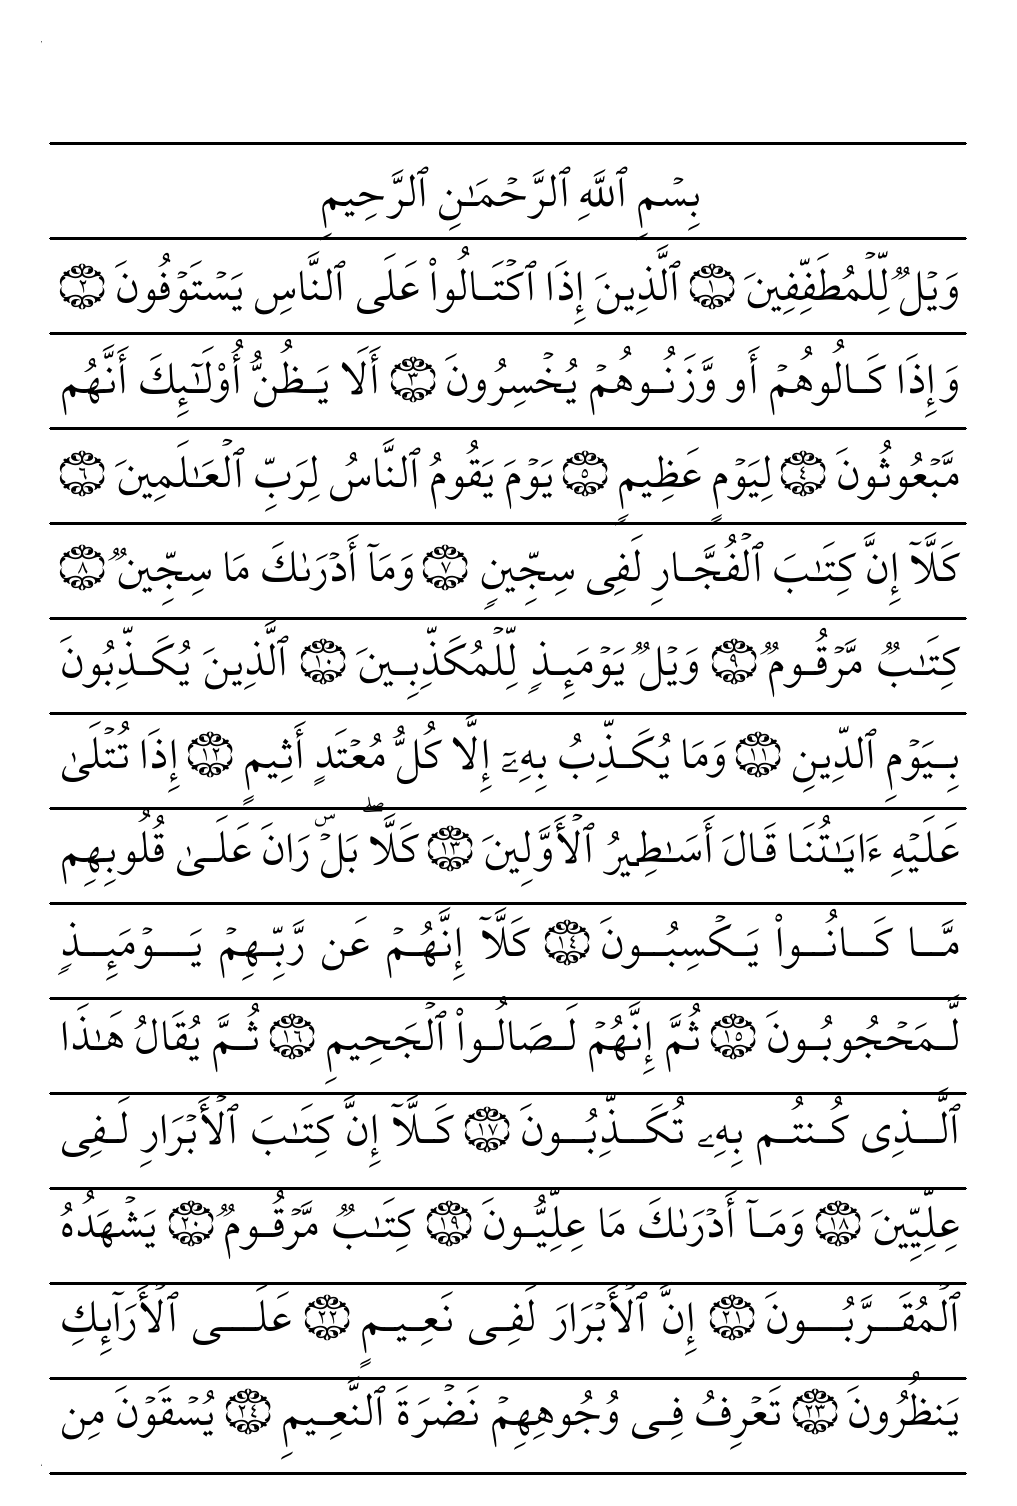 بِسۡمِ ٱللَّهِ ٱلرَّحۡمَـٰنِ ٱلرَّحِيمِ
وَيۡلٌ لِّلۡمُطَفِّفِينَ ١ ٱلَّذِينَ إِذَا ٱكۡتَالُواْ عَلَى ٱلنَّاسِ يَسۡتَوۡفُونَ ٢
وَإِذَا كَالُوهُمۡ أَو وَّزَنُوهُمۡ يُخۡسِرُونَ ٣ أَلَا يَظُنُّ أُوْلَـٰٓئِكَ أَنَّهُم
مَّبۡعُوثُونَ ٤ لِيَوۡمٍ عَظِيمٍ ٥ يَوۡمَ يَقُومُ ٱلنَّاسُ لِرَبِّ ٱلۡعَـٰلَمِينَ ٦
كَلَّآ إِنَّ كِتَـٰبَ ٱلۡفُجَّارِ لَفِى سِجِّينٍ ٧ وَمَآ أَدۡرَىٰكَ مَا سِجِّينٌ ٨
كِتَـٰبٌ مَّرۡقُومٌ ٩ وَيۡلٌ يَوۡمَئِذٍ لِّلۡمُكَذِّبِينَ ١٠ ٱلَّذِينَ يُكَذِّبُونَ
بِيَوۡمِ ٱلدِّينِ ١١ وَمَا يُكَذِّبُ بِهِۦٓ إِلَّا كُلُّ مُعۡتَدٍ أَثِيمٍ ١٢ إِذَا تُتۡلَىٰ
عَلَيۡهِ ءَايَـٰتُنَا قَالَ أَسَـٰطِيرُ ٱلۡأَوَّلِينَ ١٣ كَلَّاۖ بَلۡۜ رَانَ عَلَىٰ قُلُوبِهِم
مَّا كَانُواْ يَكۡسِبُونَ ١٤ كَلَّآ إِنَّهُمۡ عَن رَّبِّهِمۡ يَوۡمَئِذٍ
لَّمَحۡجُوبُونَ ١٥ ثُمَّ إِنَّهُمۡ لَصَالُواْ ٱلۡجَحِيمِ ١٦ ثُمَّ يُقَالُ هَـٰذَا
ٱلَّذِى كُنتُم بِهِۦ تُكَذِّبُونَ ١٧ كَلَّآ إِنَّ كِتَـٰبَ ٱلۡأَبۡرَارِ لَفِى
عِلِّيِّينَ ١٨ وَمَآ أَدۡرَىٰكَ مَا عِلِّيُّونَ ١٩ كِتَـٰبٌ مَّرۡقُومٌ ٢٠ يَشۡهَدُهُ
ٱلۡمُقَرَّبُونَ ٢١ إِنَّ ٱلۡأَبۡرَارَ لَفِى نَعِيمٍ ٢٢ عَلَى ٱلۡأَرَآئِكِ
يَنظُرُونَ ٢٣ تَعۡرِفُ فِى وُجُوهِهِمۡ نَضۡرَةَ ٱلنَّعِيمِ ٢٤ يُسۡقَوۡنَ مِن